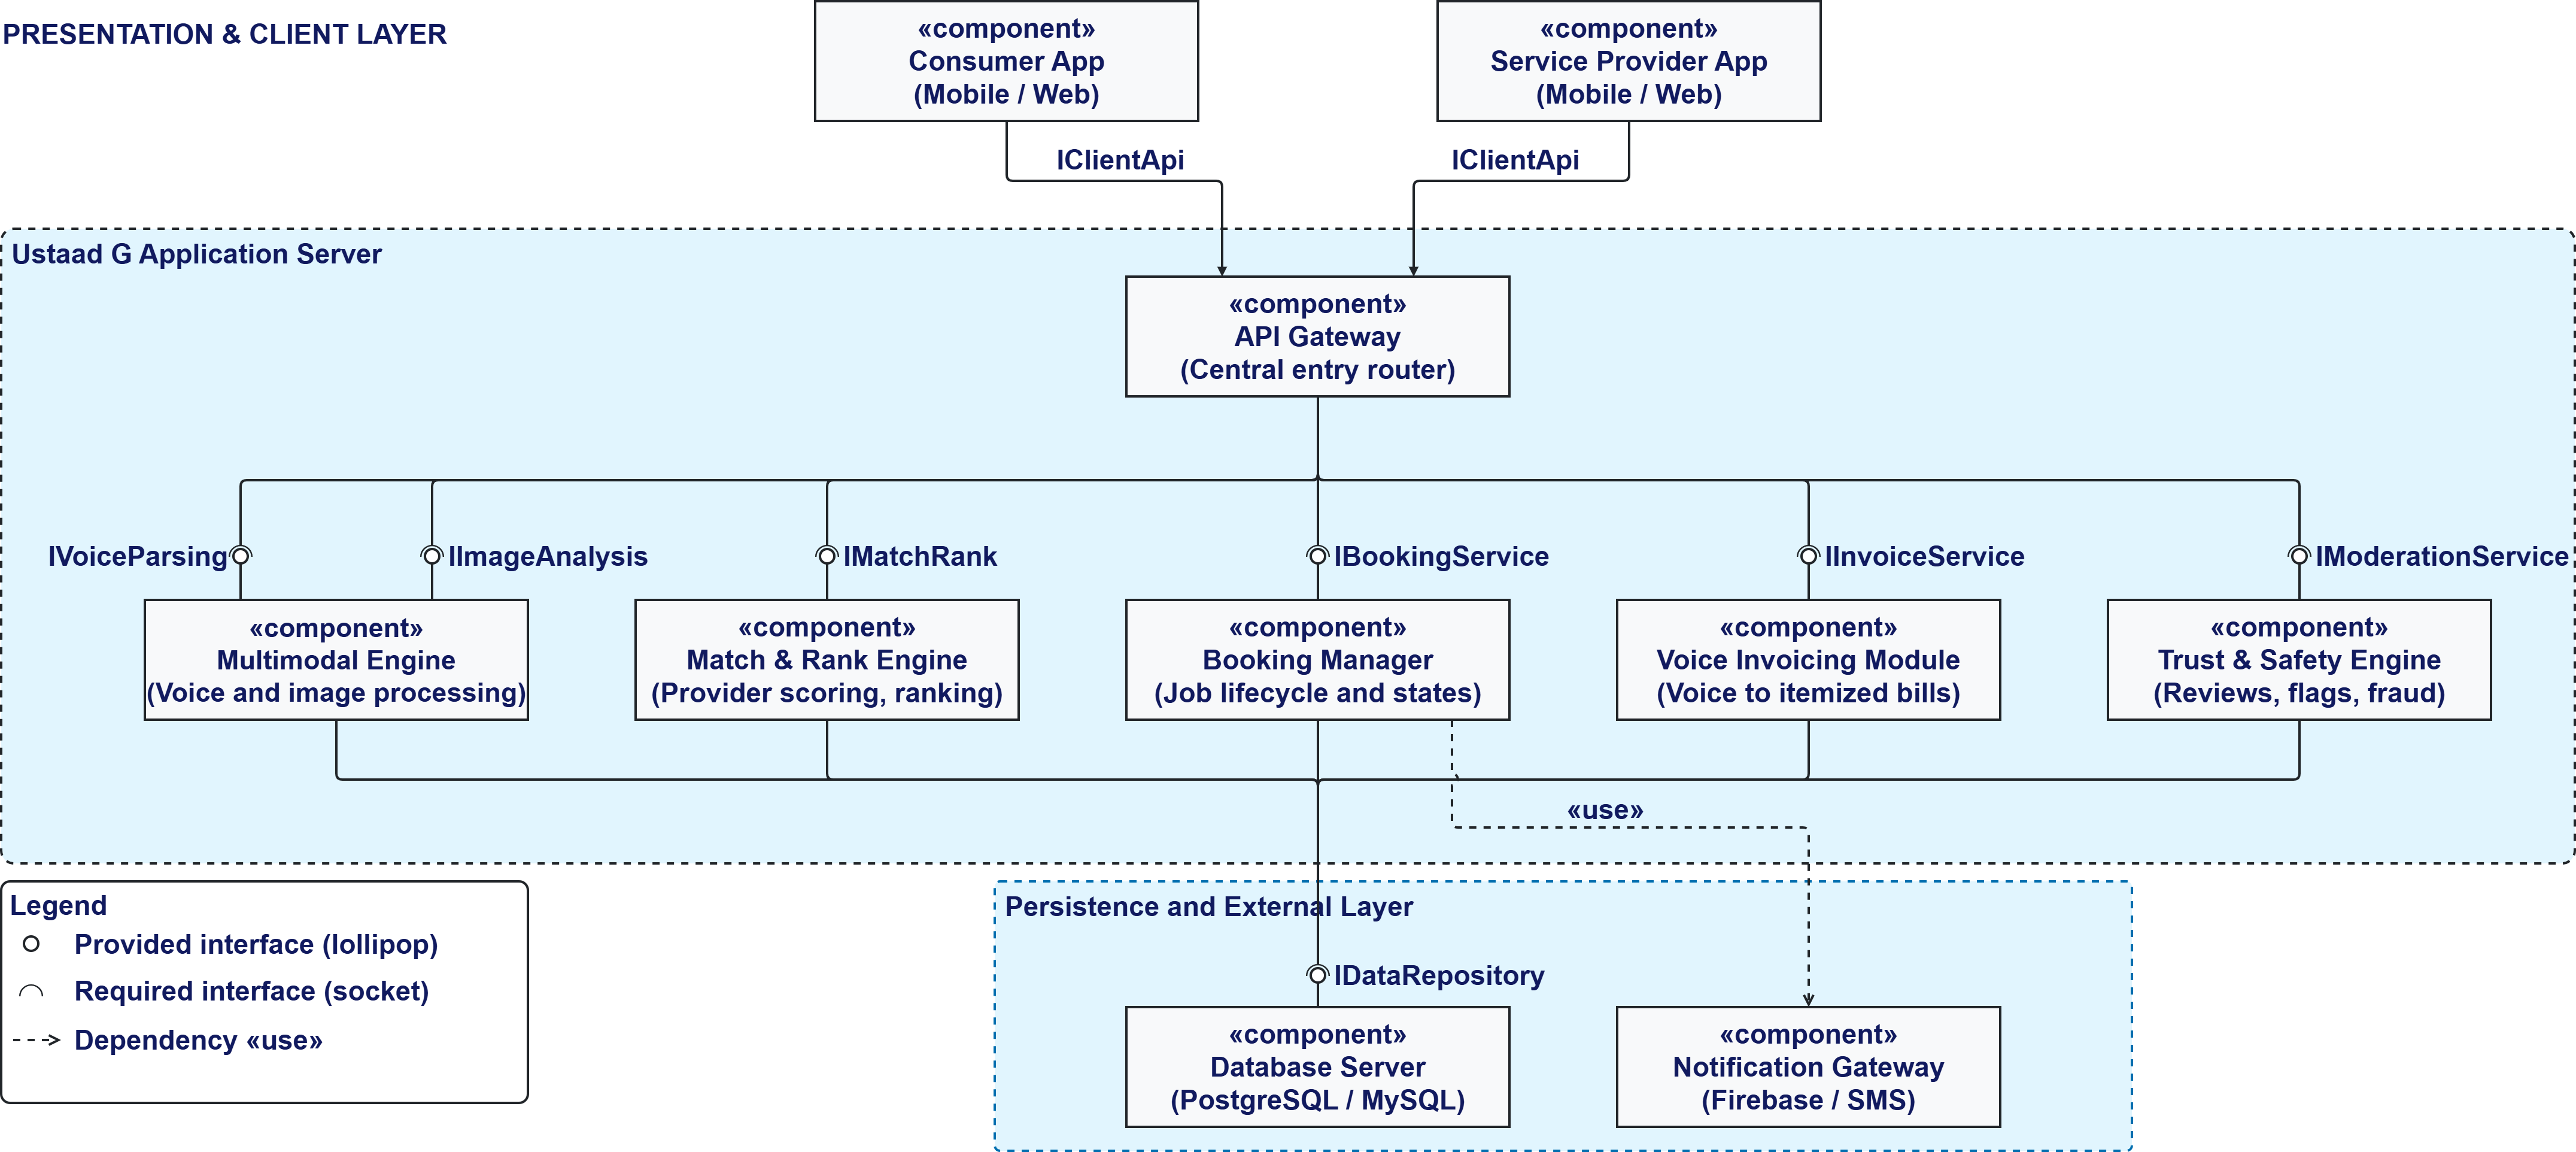 PRESENTATION & CLIENT LAYER
«component»
Consumer App
(Mobile / Web)
«component»
Service Provider App
(Mobile / Web)
IClientApi
IClientApi
Ustaad G Application Server
«component»
API Gateway
(Central entry router)
IVoiceParsing
IImageAnalysis
IMatchRank
IBookingService
IInvoiceService
IModerationService
«component»
Multimodal Engine
(Voice and image processing)
«component»
Match & Rank Engine
(Provider scoring, ranking)
«component»
Booking Manager
(Job lifecycle and states)
«component»
Voice Invoicing Module
(Voice to itemized bills)
«component»
Trust & Safety Engine
(Reviews, flags, fraud)
«use»
Legend
Provided interface (lollipop)
Required interface (socket)
Dependency «use»
Persistence and External Layer
IDataRepository
«component»
Database Server
(PostgreSQL / MySQL)
«component»
Notification Gateway
(Firebase / SMS)